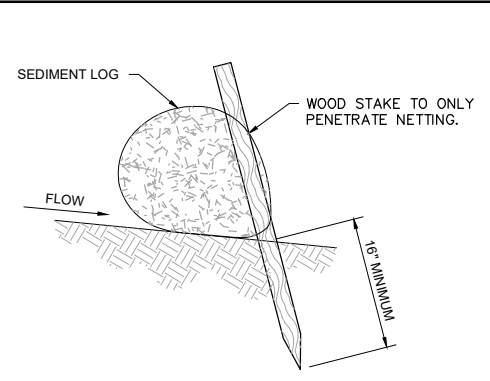 SEDIMENT LOG
WOOD STAKE TO ONLY
PENETRATE NETTING.
FLOW
16" MINIMUM